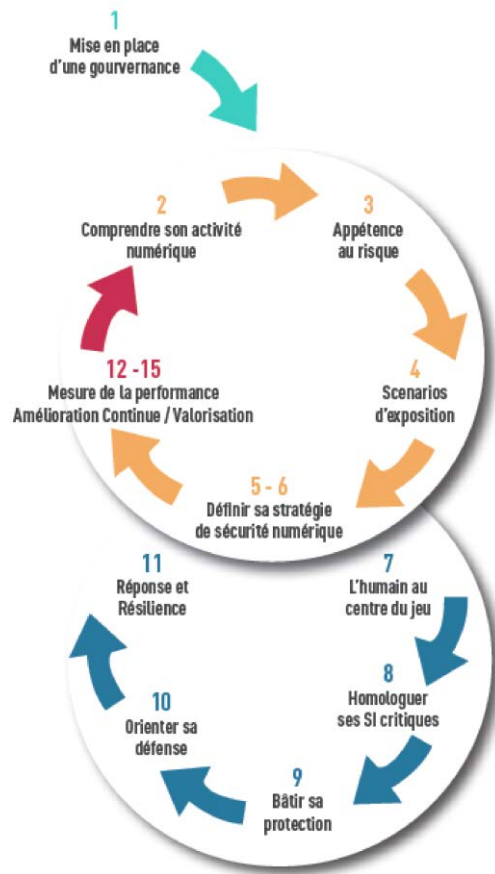 1
Mise en place
d'une gourvernance
2
Comprendre son activité
numérique
3
Appétence
au risque
4
Scenarios
d'exposition
5 - 6
Définir sa stratégie
de sécurité numérique
12 -15
Mesure de la performance
Amélioration Continue / Valorisation
7
L'humain au
centre du jeu
8
Homologuer
ses SI critiques
9
Bâtir sa
protection
10
Orienter sa
défense
11
Réponse et
Résilience